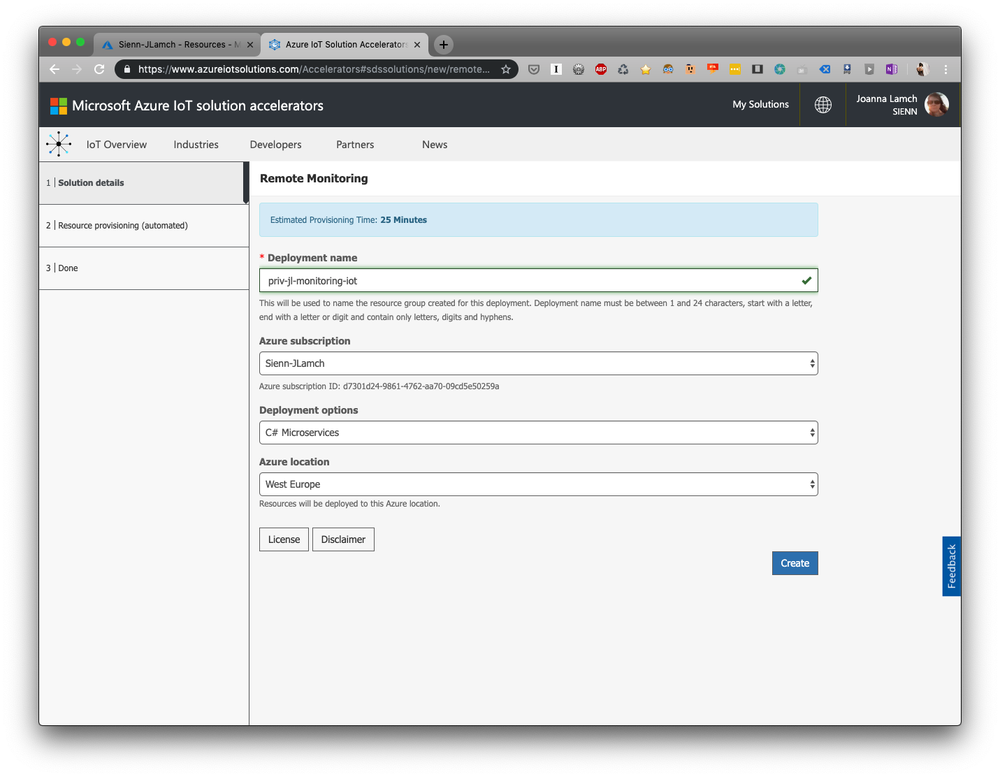 Sienn-JLamch - Resources - M
Azure IoT Solution Accelerators
https://www.azureiotsolutions.com/Accelerators#sdssolutions/new/remote...
Microsoft Azure IoT solution accelerators
My Solutions
Joanna Lamch
SIENN
IoT Overview
Industries
Developers
Partners
News
1 | Solution details
2 | Resource provisioning (automated)
3 | Done
Remote Monitoring
Estimated Provisioning Time: 25 Minutes
* Deployment name
priv-jl-monitoring-iot
This will be used to name the resource group created for this deployment. Deployment name must be between 1 and 24 characters, start with a letter,
end with a letter or digit and contain only letters, digits and hyphens.
Azure subscription
Sienn-JLamch
Azure subscription ID: d7301d24-9861-4762-aa70-09cd5e50259a
Deployment options
C# Microservices
Azure location
West Europe
Resources will be deployed to this Azure location.
License
Disclaimer
Create
Feedback